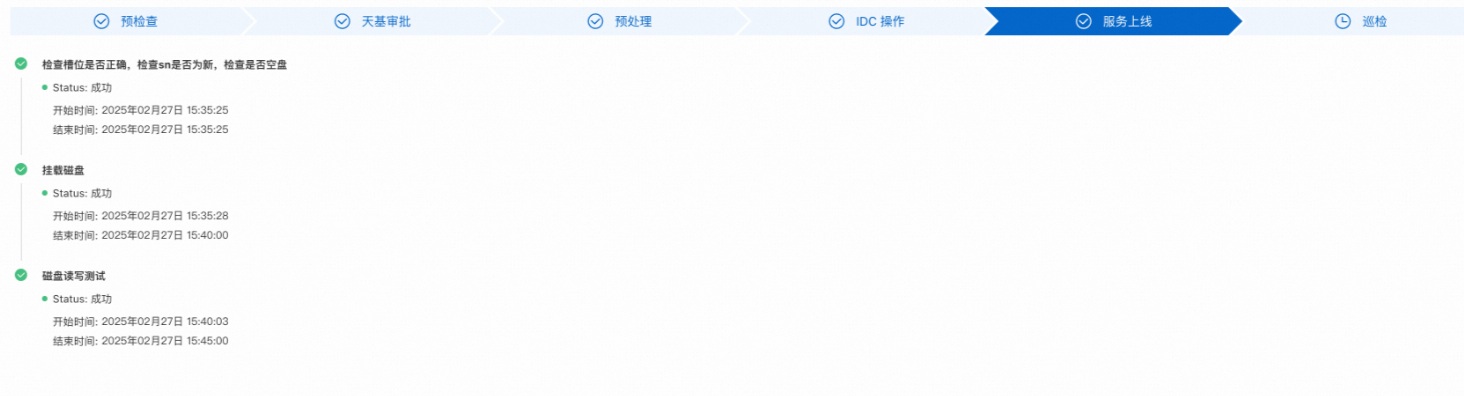 预检查
天基审批
预处理
IDC 操作
服务上线
巡检
检查槽位是否正确，检查sn是否为新，检查是否空盘
Status: 成功
开始时间: 2025年02月27日 15:35:25
结束时间: 2025年02月27日 15:35:25
挂载磁盘
Status: 成功
开始时间: 2025年02月27日 15:35:28
结束时间: 2025年02月27日 15:40:00
磁盘读写测试
Status: 成功
开始时间: 2025年02月27日 15:40:03
结束时间: 2025年02月27日 15:45:00